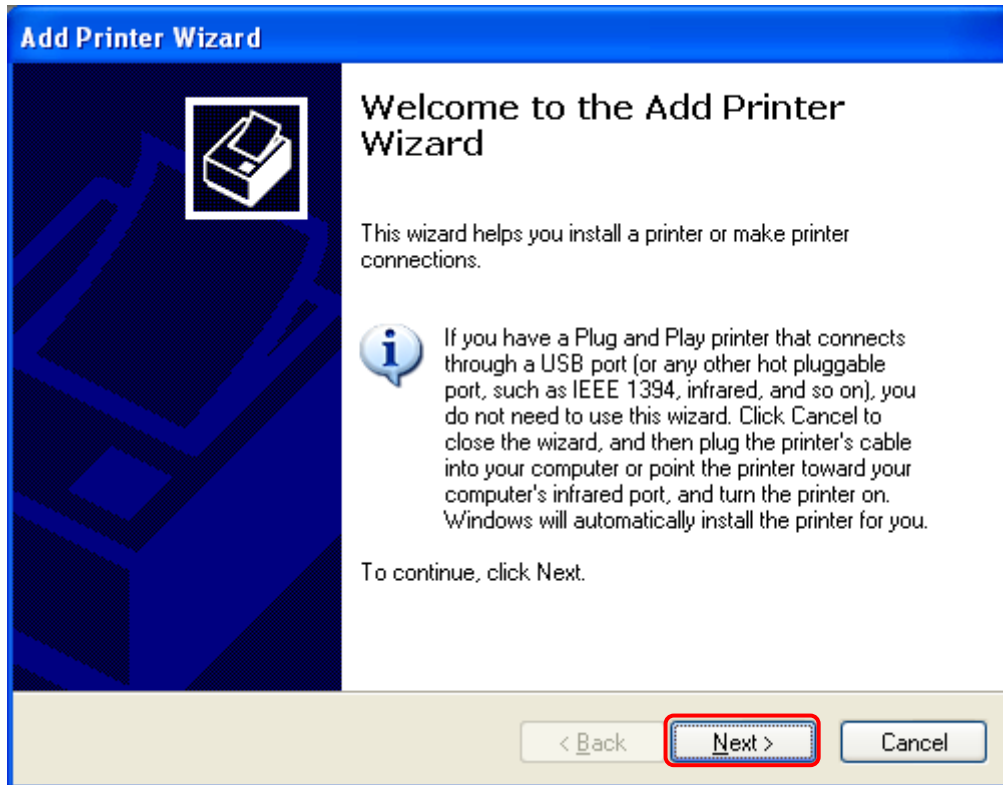 Add Printer Wizard
Welcome to the Add Printer
Wizard
This wizard helps you install a printer or make printer
connections.
If you have a Plug and Play printer that connects
through a USB port (or any other hot pluggable
port, such as IEEE 1394, infrared, and so on), you
do not need to use this wizard. Click Cancel to
close the wizard, and then plug the printer's cable
into your computer or point the printer toward your
computer's infrared port, and turn the printer on.
Windows will automatically install the printer for you.
To continue, click Next.
< Back Next > Cancel